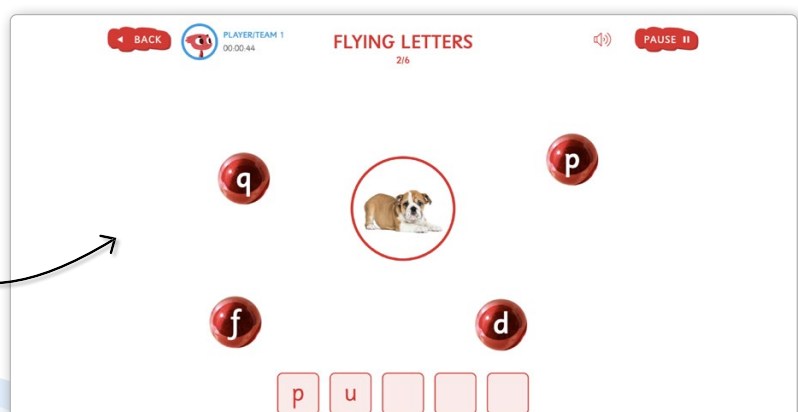 BACK
PLAYER/TEAM 1
00:00:44
FLYING LETTERS
2/6
PAUSE
q
p
f
d
p u